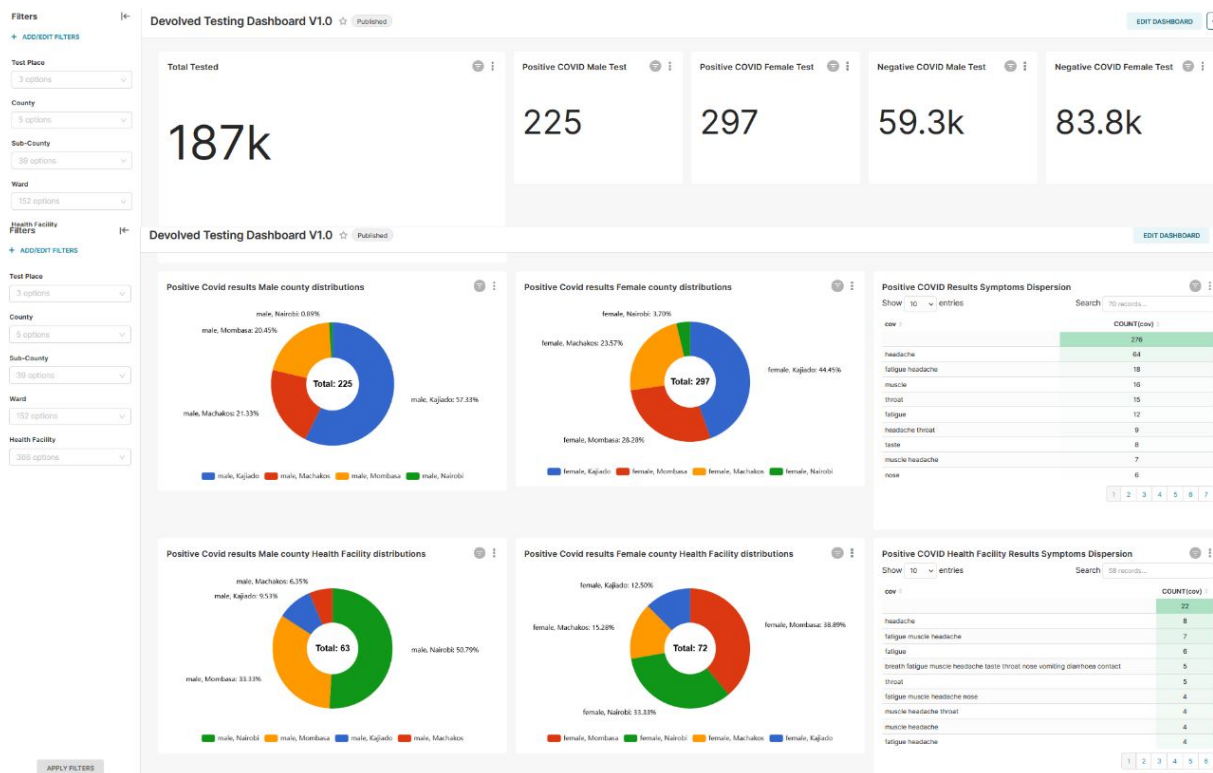 Filters
+ ADD/EDIT FILTERS
Test Place
3 options
County
5 options
Sub-County
39 options
Ward
152 options
Health Facility
Devolved Testing Dashboard V1.0
Published
EDIT DASHBOARD
Total Tested
187k
Positive COVID Male Test
225
Positive COVID Female Test
297
Negative COVID Male Test
59.3k
Negative COVID Female Test
83.8k
Filters
+ ADD/EDIT FILTERS
Test Place
3 options
County
5 options
Sub-County
39 options
Ward
152 options
Health Facility
386 options
APPLY FILTERS
Devolved Testing Dashboard V1.0
Published
EDIT DASHBOARD
Positive Covid results Male county distributions
male, Nairobi: 0.89%
male, Mombasa: 20.45%
Total: 225
male, Kajiado: 57.33%
male, Machakos: 21.33%
male, Kajiado male, Machakos male, Mombasa male, Nairobi
Positive Covid results Female county distributions
female, Nairobi: 3.70%
female, Machakos: 23.57%
female, Kajiado: 44.45%
Total: 297
female, Mombasa: 28.28%
female, Kajiado female, Mombasa female, Machakos female, Nairobi
Positive COVID Results Symptoms Dispersion
Show 10 entries Search 70 records...
cov COUNT(cov)
276
headache 64
fatigue headache 18
muscle 16
throat 15
fatigue 12
headache throat 9
taste 8
muscle headache 7
nose 6
1 2 3 4 5 6 7
Positive Covid results Male county Health Facility distributions
male, Machakos: 6.35%
male, Kajiado: 9.53%
Total: 63
male, Nairobi: 50.79%
male, Mombasa: 33.33%
male, Nairobi male, Mombasa male, Kajiado male, Machakos
Positive Covid results Female county Health Facility distributions
female, Kajiado: 12.50%
female, Machakos: 15.28%
female, Mombasa: 38.89%
Total: 72
female, Nairobi: 33.33%
female, Mombasa female, Nairobi female, Machakos female, Kajiado
Positive COVID Health Facility Results Symptoms Dispersion
Show 10 entries Search 58 records...
cov COUNT(cov)
22
headache 8
fatigue muscle headache 7
fatigue 6
breath fatigue muscle headache taste throat nose vomiting diarrhoea contact 5
throat 5
fatigue muscle headache nose 4
muscle headache throat 4
muscle headache 4
fatigue headache 4
1 2 3 4 5 6